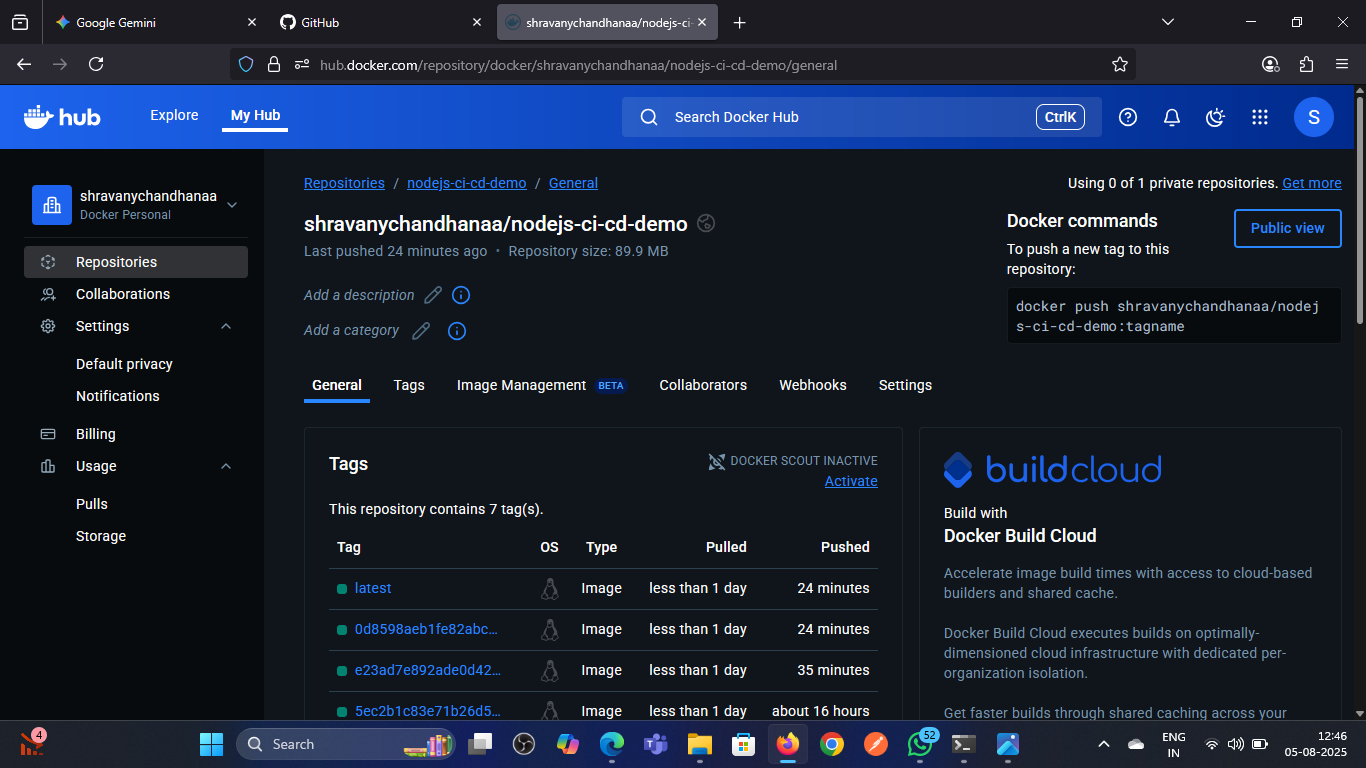 Google Gemini
GitHub
shravanychandhanaa/nodejs-ci-
hub.docker.com/repository/docker/shravanychandhanaa/nodejs-ci-cd-demo/general
hub
Explore
My Hub
Search Docker Hub
CtrlK
S
shravanychandhanaa
Docker Personal
Repositories
Collaborations
Settings
Default privacy
Notifications
Billing
Usage
Pulls
Storage
Repositories / nodejs-ci-cd-demo / General
Using 0 of 1 private repositories. Get more
shravanychandhanaa/nodejs-ci-cd-demo
Last pushed 24 minutes ago • Repository size: 89.9 MB
Add a description
Add a category
Docker commands
Public view
To push a new tag to this
repository:
docker push shravanychandhanaa/nodej
s-ci-cd-demo:tagname
General Tags Image Management BETA Collaborators Webhooks Settings
Tags
DOCKER SCOUT INACTIVE
Activate
This repository contains 7 tag(s).
Tag OS Type Pulled Pushed
latest Image less than 1 day 24 minutes
0d8598aeb1fe82abc... Image less than 1 day 24 minutes
e23ad7e892ade0d42... Image less than 1 day 35 minutes
5ec2b1c83e71b26d5... Image less than 1 day about 16 hours
buildcloud
Build with
Docker Build Cloud
Accelerate image build times with access to cloud-based
builders and shared cache.
Docker Build Cloud executes builds on optimally-
dimensioned cloud infrastructure with dedicated per-
organization isolation.
Get faster builds through shared caching across your
4
Search
52
ENG
IN
12:46
05-08-2025